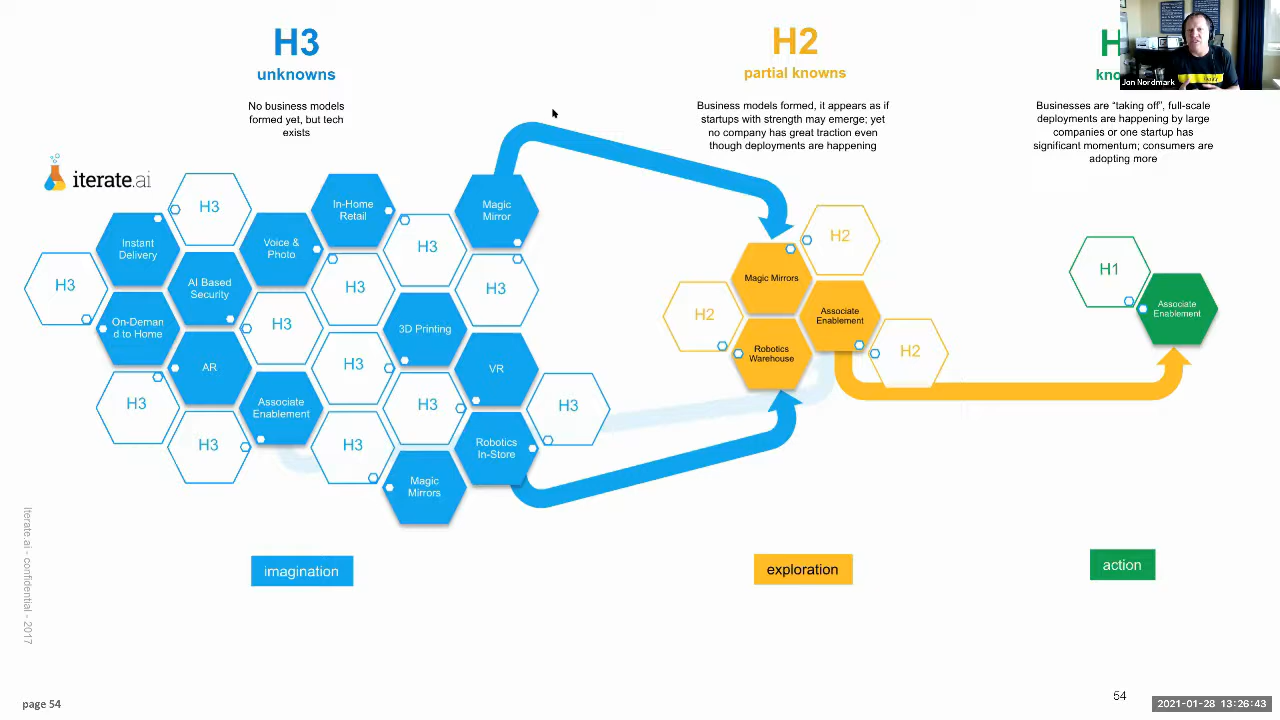 H3
unknowns
No business models
formed yet, but tech
exists
H2
partial knowns
Business models formed, it appears as if
startups with strength may emerge; yet
no company has great traction even
though deployments are happening
H
kno
Jon Nordmark
Businesses are “taking off”, full-scale
deployments are happening by large
companies or one startup has
significant momentum; consumers are
adopting more
iterate.ai
H3
Instant
Delivery
H3
AI Based
Security
On-Deman
d to Home
Voice &
Photo
H3
In-Home
Retail
H3
H3
Magic
Mirror
H3
3D Printing
AR
H3
H3
Associate
Enablement
H3
H3
H3
VR
H3
Robotics
In-Store
Magic
Mirrors
Magic Mirrors
H2
H2
Associate
Enablement
Robotics
Warehouse
H2
H1
Associate
Enablement
imagination
exploration
action
Iterate.ai - confidential - 2017
page 54
54
2021-01-28 13:26:43